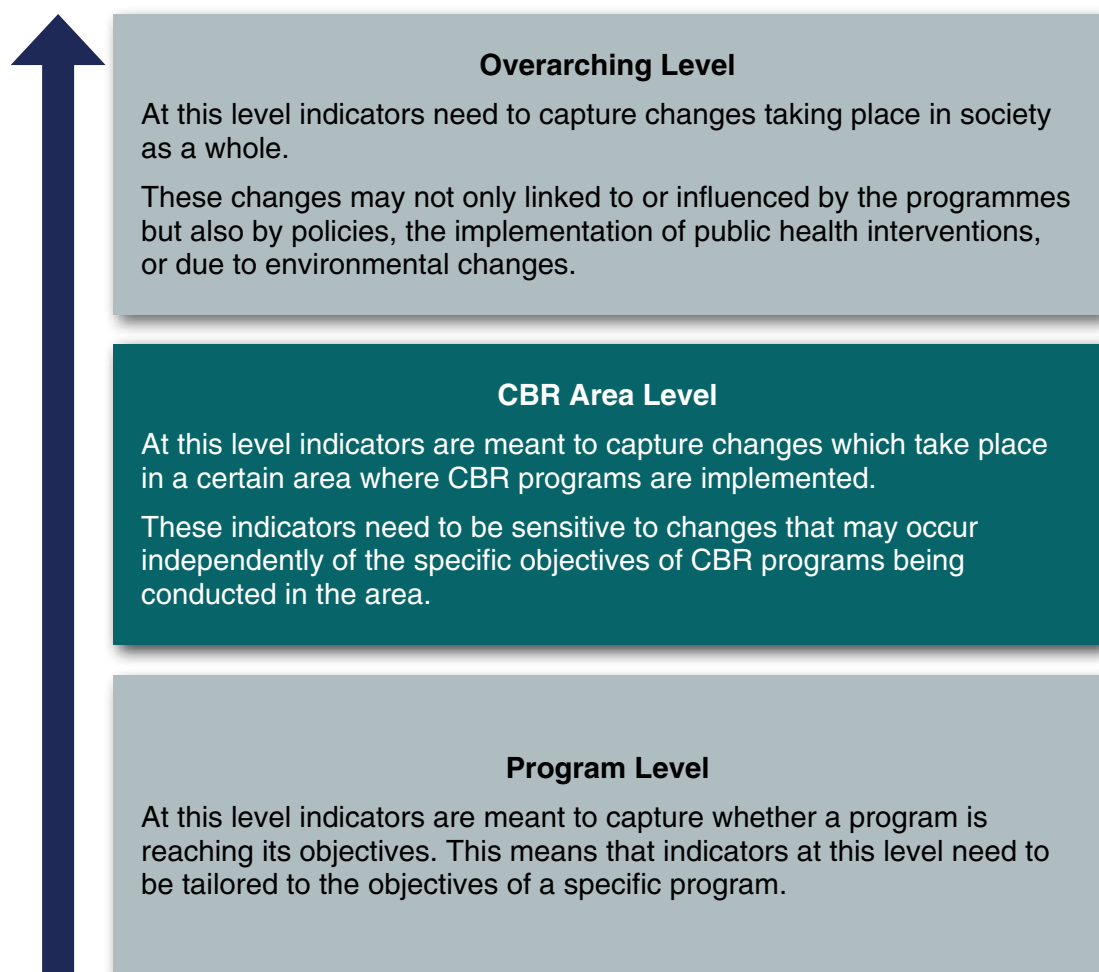 Overarching Level
At this level indicators need to capture changes taking place in society
as a whole.
These changes may not only linked to or influenced by the programmes
but also by policies, the implementation of public health interventions,
or due to environmental changes.
CBR Area Level
At this level indicators are meant to capture changes which take place
in a certain area where CBR programs are implemented.
These indicators need to be sensitive to changes that may occur
independently of the specific objectives of CBR programs being
conducted in the area.
Program Level
At this level indicators are meant to capture whether a program is
reaching its objectives. This means that indicators at this level need to
be tailored to the objectives of a specific program.